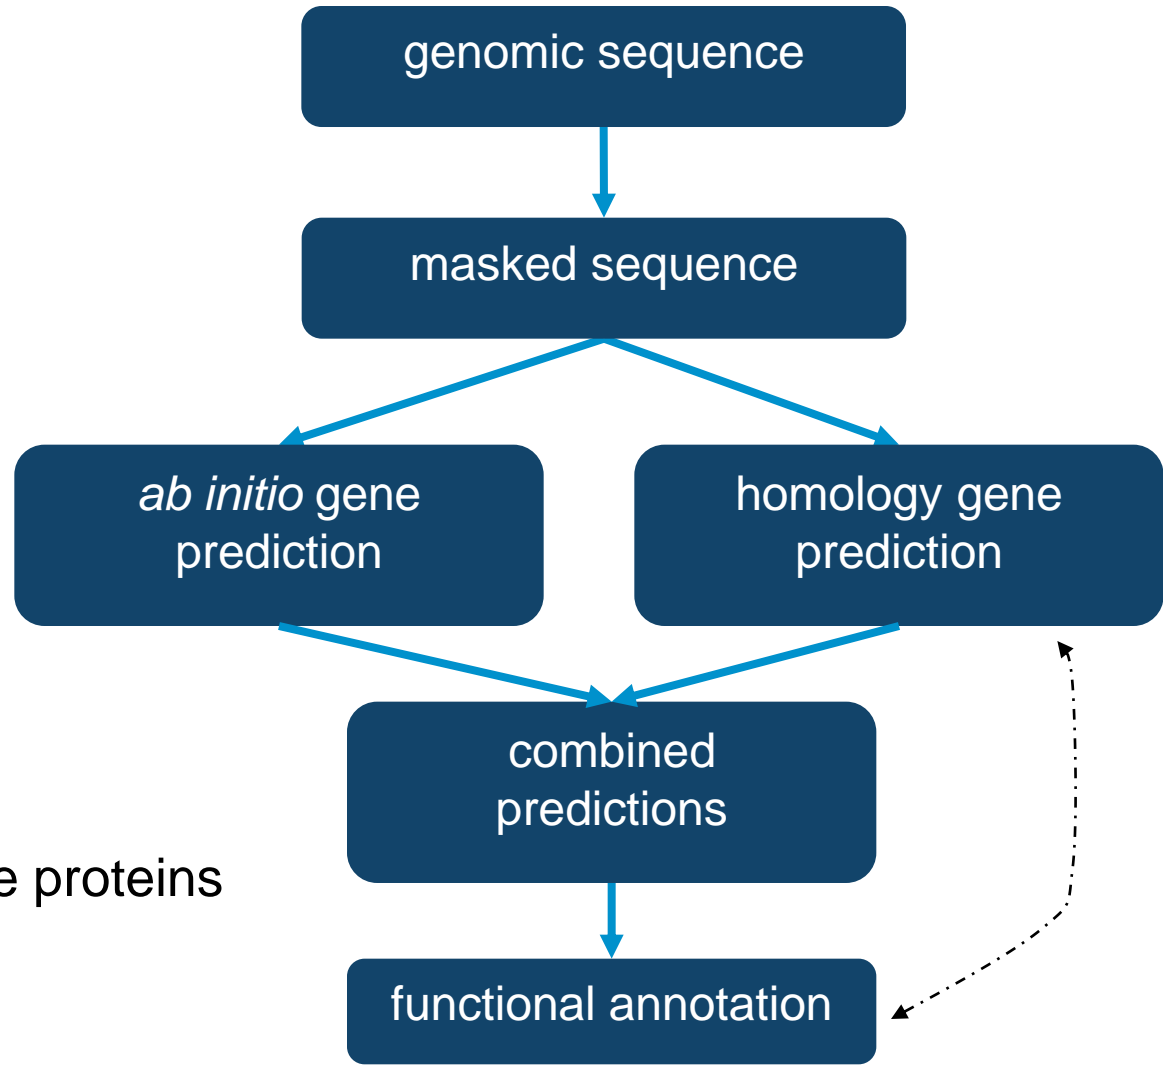 genomic sequence
masked sequence
ab initio gene
prediction
homology gene
prediction
combined
predictions
proteins
functional annotation